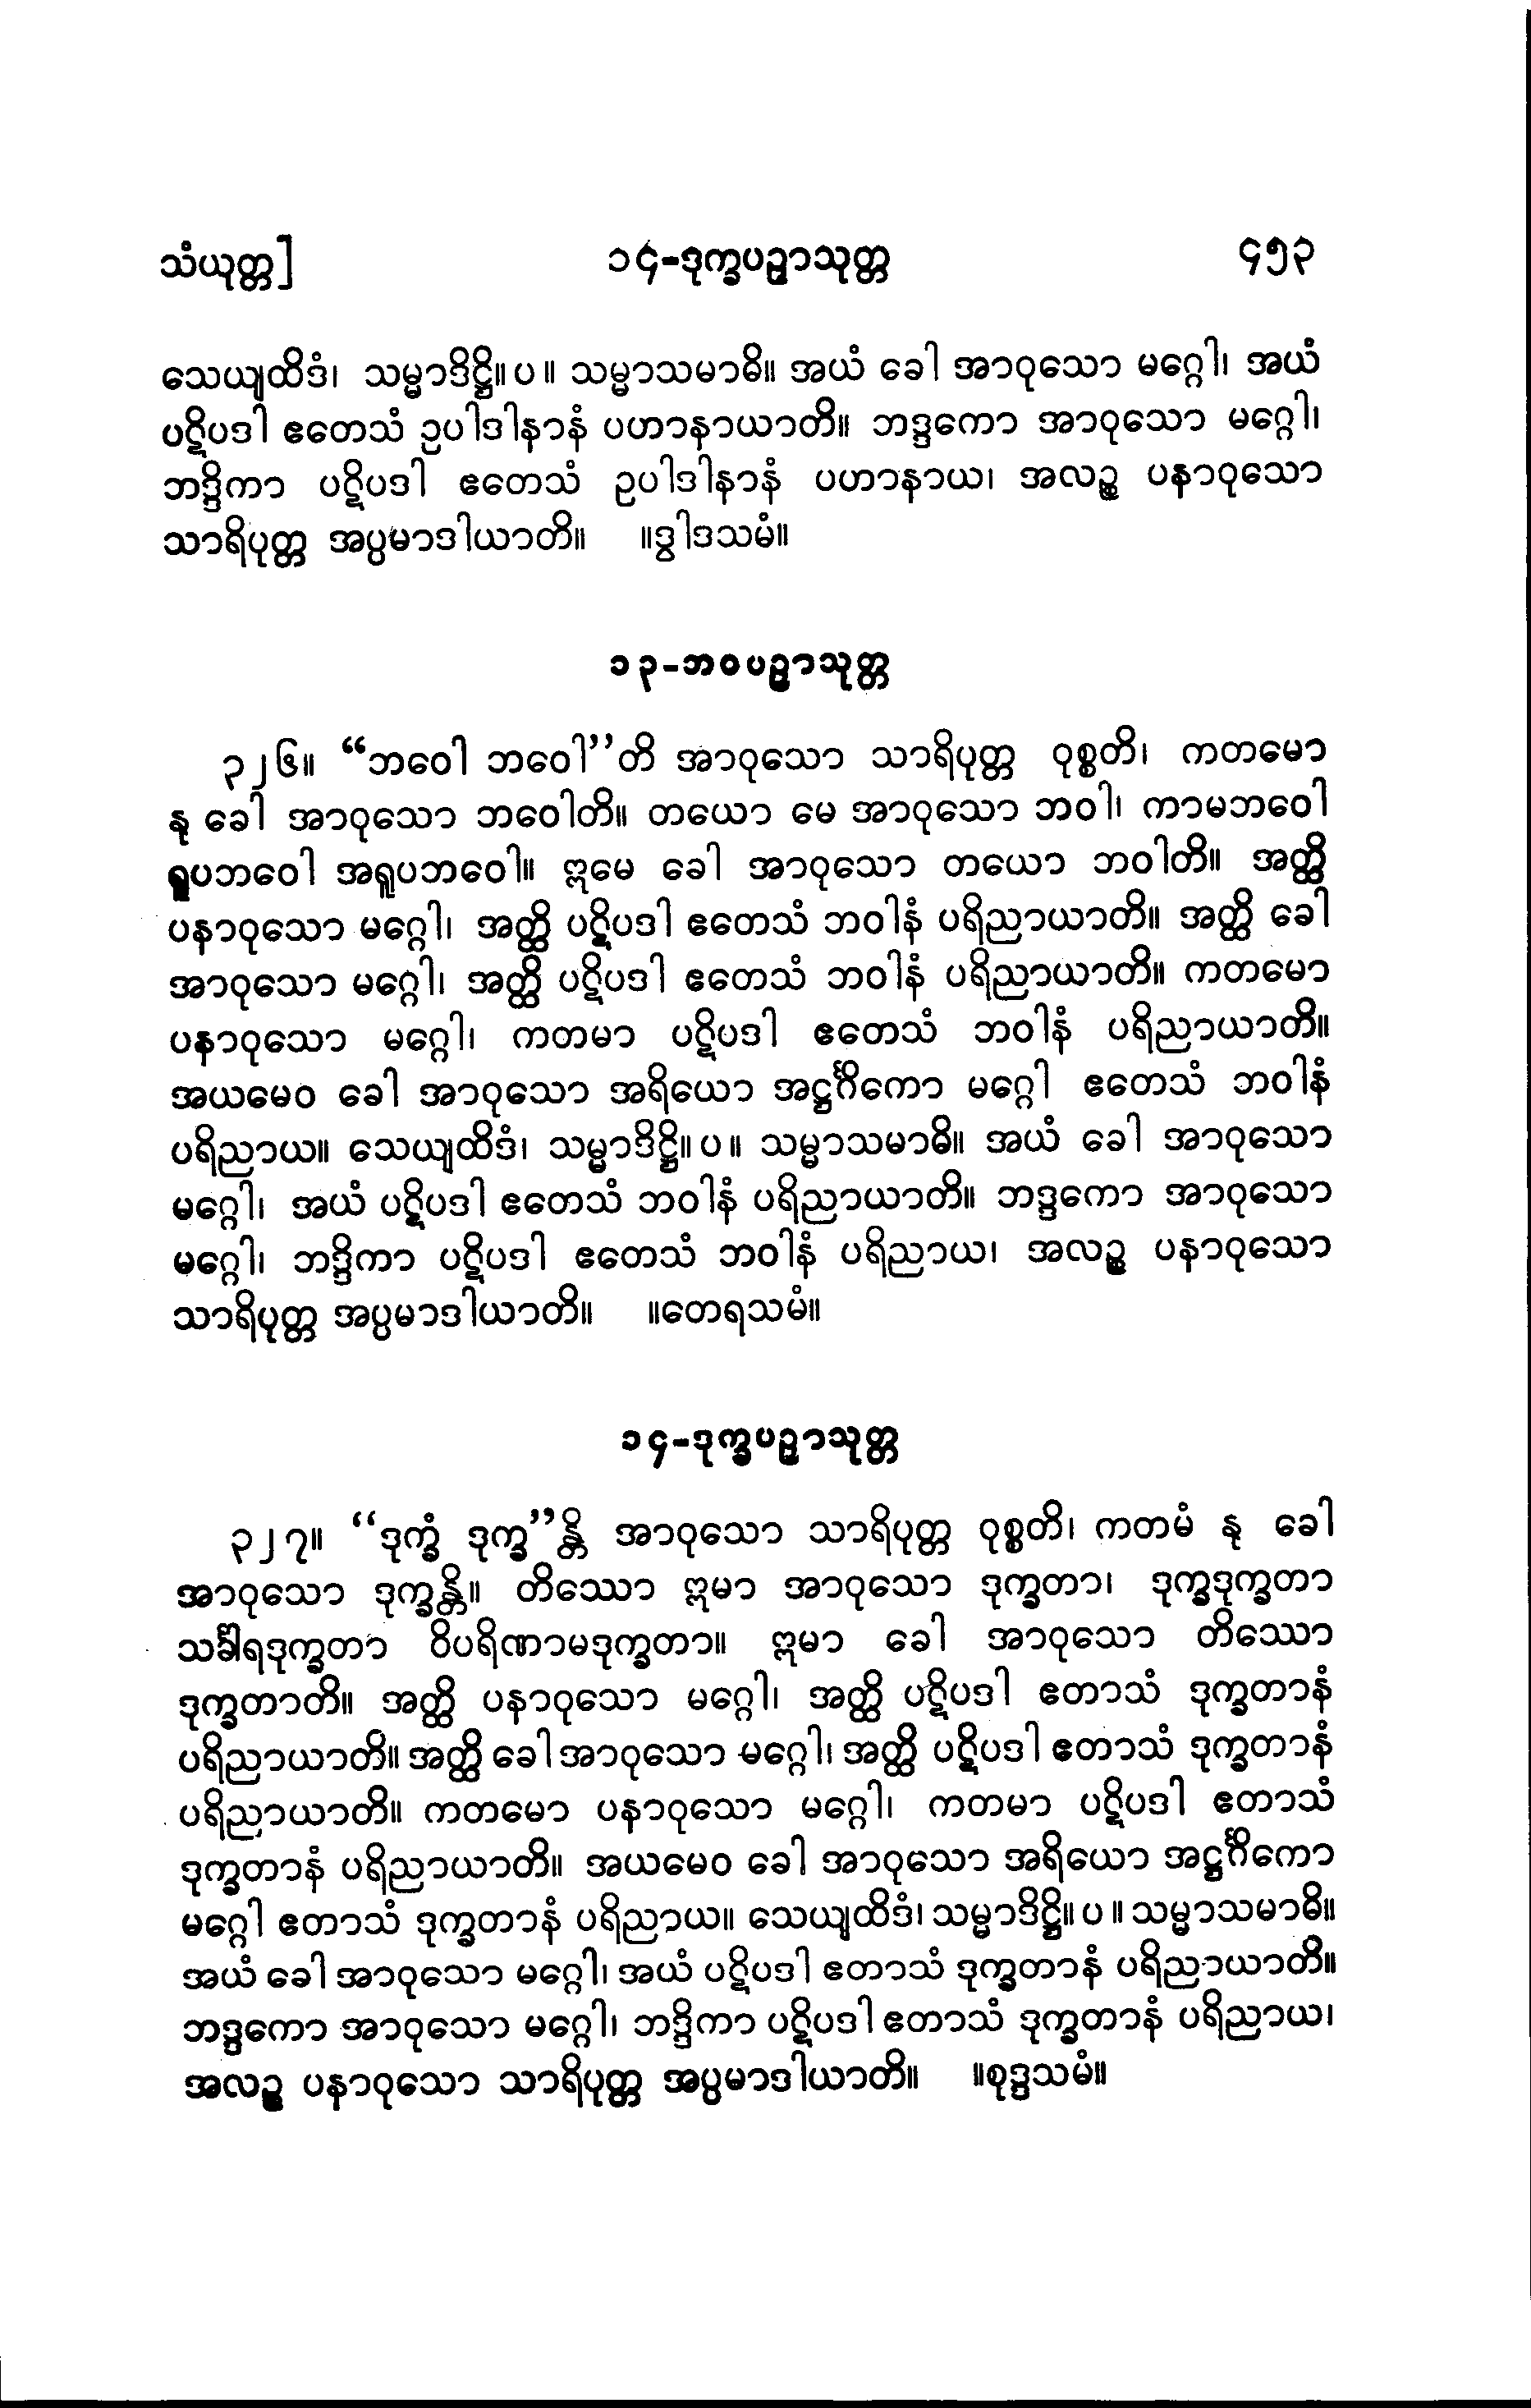 သံယုတ္တ] ၁၄-ဒုက္ခပဥှာသုတ္တ ၄၅၃
သေယျထိဒံ၊ သမ္မာဒိဋ္ဌိ။ ပ ။ သမ္မာသမာဓိ။ အယံ ခေါ အာဝုသော မဂ္ဂေါ၊ အယံ
ပဋိပဒါ ဧတေသံ ဥပါဒါနာနံ ပဟာနာယာတိ။ ဘဒ္ဒကော အာဝုသော မဂ္ဂေါ၊
ဘဒ္ဒိကာ ပဋိပဒါ ဧတေသံ ဥပါဒါနာနံ ပဟာနာယ၊ အလဉ္စ ပနာဝုသော
သာရိပုတ္တ အပ္ပမာဒါယာတိ။ ။ဒွါဒသမံ။
၁၃-ဘဝပဥှာသုတ္တ
၃၂၆။ “ဘဝေါ ဘဝေါ”တိ အာဝုသော သာရိပုတ္တ ဝုစ္စတိ၊ ကတမော
နု ခေါ အာဝုသော ဘဝေါတိ။ တယော မေ အာဝုသော ဘဝါ၊ ကာမဘဝေါ
ရူပဘဝေါ အရူပဘဝေါ။ ဣမေ ခေါ အာဝုသော တယော ဘဝါတိ။ အတ္ထိ
ပနာဝုသော မဂ္ဂေါ၊ အတ္ထိ ပဋိပဒါ ဧတေသံ ဘဝါနံ ပရိညာယာတိ။ အတ္ထိ ခေါ
အာဝုသော မဂ္ဂေါ၊ အတ္ထိ ပဋိပဒါ ဧတေသံ ဘဝါနံ ပရိညာယာတိ။ ကတမော
ပနာဝုသော မဂ္ဂေါ၊ ကတမာ ပဋိပဒါ ဧတေသံ ဘဝါနံ ပရိညာယာတိ။
အယမေဝ ခေါ အာဝုသော အရိယော အဋ္ဌင်္ဂိကော မဂ္ဂေါ ဧတေသံ ဘဝါနံ
ပရိညာယ။ သေယျထိဒံ၊ သမ္မာဒိဋ္ဌိ။ ပ ။ သမ္မာသမာဓိ။ အယံ ခေါ အာဝုသော
မဂ္ဂေါ၊ အယံ ပဋိပဒါ ဧတေသံ ဘဝါနံ ပရိညာယာတိ။ ဘဒ္ဒကော အာဝုသော
မဂ္ဂေါ၊ ဘဒ္ဒိကာ ပဋိပဒါ ဧတေသံ ဘဝါနံ ပရိညာယ၊ အလဉ္စ ပနာဝုသော
သာရိပုတ္တ အပ္ပမာဒါယာတိ။ ။တေရသမံ။
၁၄-ဒုက္ခပဥှာသုတ္တ
၃၂၇။ “ဒုက္ခံ ဒုက္ခ”န္တိ အာဝုသော သာရိပုတ္တ ဝုစ္စတိ၊ ကတမံ နု ခေါ
အာဝုသော ဒုက္ခန္တိ။ တိဿော ဣမာ အာဝုသော ဒုက္ခတာ၊ ဒုက္ခဒုက္ခတာ
သင်္ခါရဒုက္ခတာ ဝိပရိဏာမဒုက္ခတာ။ ဣမာ ခေါ အာဝုသော တိဿော
ဒုက္ခတာတိ။ အတ္ထိ ပနာဝုသော မဂ္ဂေါ၊ အတ္ထိ ပဋိပဒါ ဧတာသံ ဒုက္ခတာနံ
ပရိညာယာတိ။ အတ္ထိ ခေါ အာဝုသော မဂ္ဂေါ၊ အတ္ထိ ပဋိပဒါ ဧတာသံ ဒုက္ခတာနံ
ပရိညာယာတိ။ ကတမော ပနာဝုသော မဂ္ဂေါ၊ ကတမာ ပဋိပဒါ ဧတာသံ
ဒုက္ခတာနံ ပရိညာယာတိ။ အယမေဝ ခေါ အာဝုသော အရိယော အဋ္ဌင်္ဂိကော
မဂ္ဂေါ ဧတာသံ ဒုက္ခတာနံ ပရိညာယ။ သေယျထိဒံ၊ သမ္မာဒိဋ္ဌိ။ ပ ။ သမ္မာသမာဓိ။
အယံ ခေါ အာဝုသော မဂ္ဂေါ၊ အယံ ပဋိပဒါ ဧတာသံ ဒုက္ခတာနံ ပရိညာယာတိ။
ဘဒ္ဒကော အာဝုသော မဂ္ဂေါ၊ ဘဒ္ဒိကာ ပဋိပဒါ ဧတာသံ ဒုက္ခတာနံ ပရိညာယ၊
အလဉ္စ ပနာဝုသော သာရိပုတ္တ အပ္ပမာဒါယာတိ။ ။စုဒ္ဒသမံ။